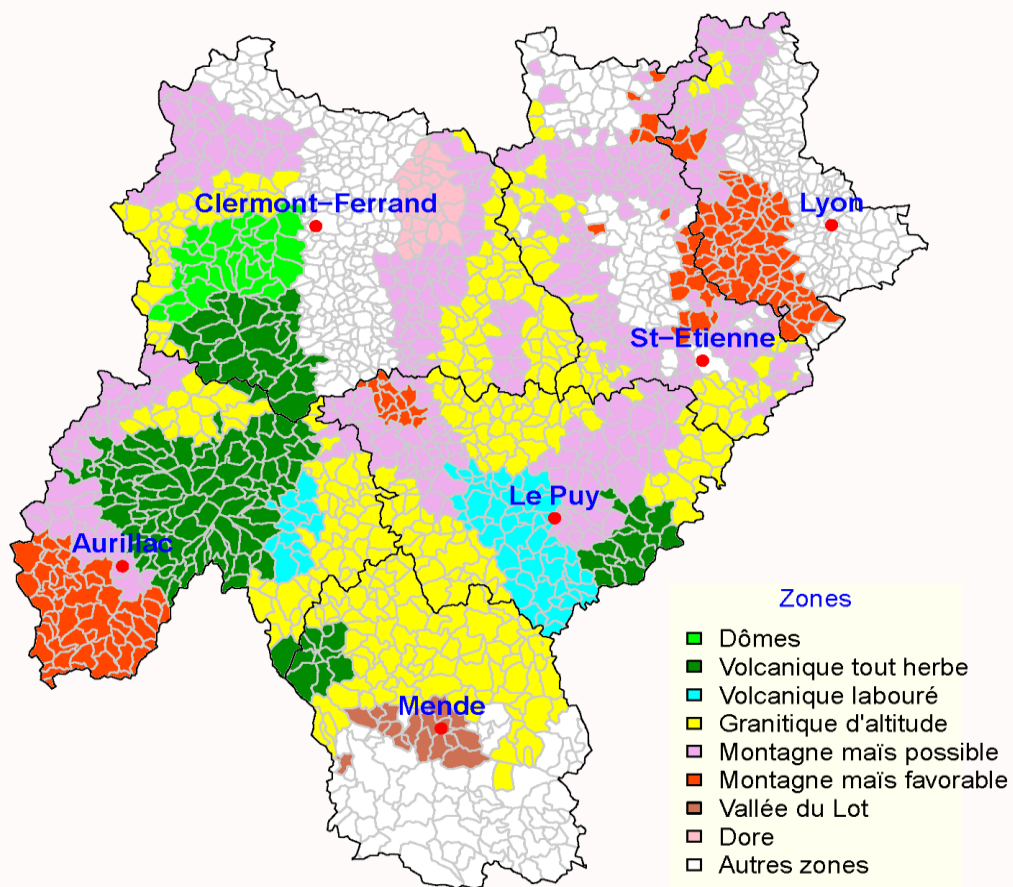 Clermont–Ferrand
Lyon
St–Etienne
Le Puy
Aurillac
Mende
Zones
Dômes
Volcanique tout herbe
Volcanique labouré
Granitique d'altitude
Montagne maïs possible
Montagne maïs favorable
Vallée du Lot
Dore
Autres zones